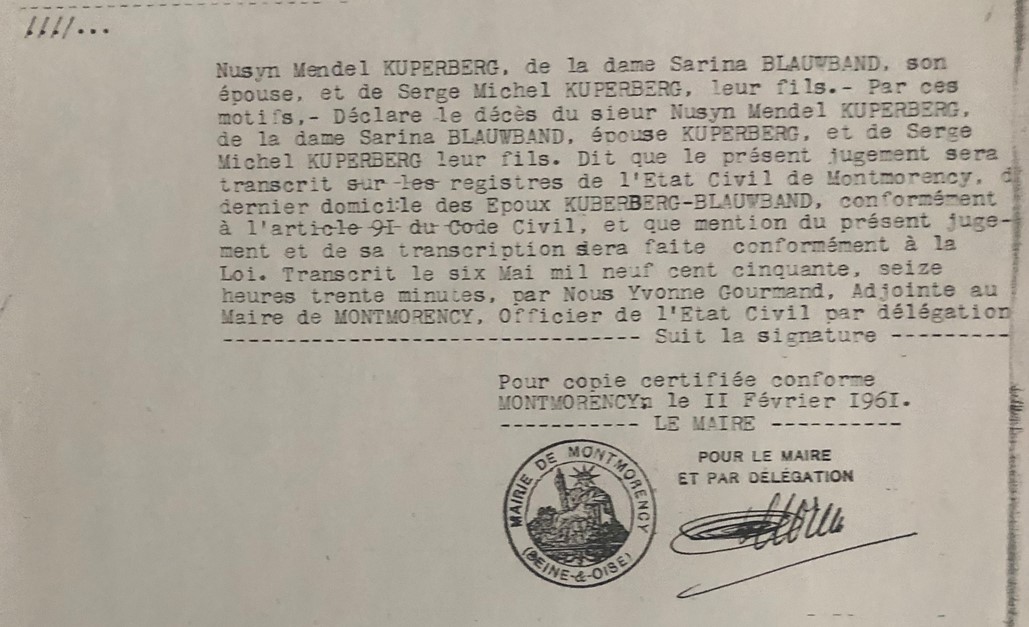 ////...
Nusyn Mendel KUPERBERG, de la dame Sarina BLAUWBAND, son
épouse, et de Serge Michel KUPERBERG, leur fils.- Par ces
motifs,- Déclare le décès du sieur Nusyn Mendel KUPERBERG,
de la dame Sarina BLAUWBAND, épouse KUPERBERG, et de Serge
Michel KUPERBERG leur fils. Dit que le présent jugement sera
transcrit sur les registres de l'Etat Civil de Montmorency, d
dernier domicile des Epoux KUBERBERG-BLAUWBAND, conformément
à l'article 9I du Code Civil, et que mention du présent juge-
ment et de sa transcription sera faite conformément à la
Loi. Transcrit le six Mai mil neuf cent cinquante, seize
heures trente minutes, par Nous Yvonne Gourmand, Adjointe au
Maire de MONTMORENCY, Officier de l'Etat Civil par délégation
--------------------------------- Suit la signature ---------
Pour copie certifiée conforme
MONTMORENCY, le II Février I96I.
----------- LE MAIRE ----------
POUR LE MAIRE
ET PAR DÉLÉGATION
MAIRIE DE MONTMORENCY
(SEINE-&-OISE)